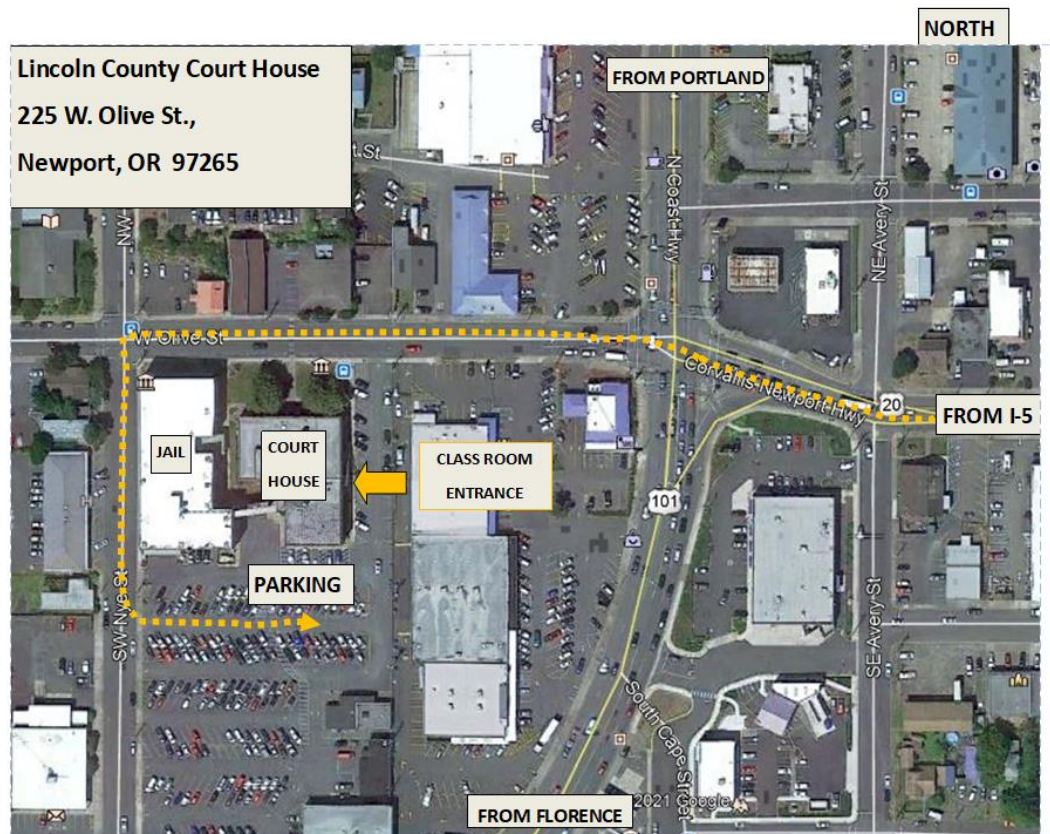 NORTH
Lincoln County Court House
225 W. Olive St.,
Newport, OR 97265
FROM PORTLAND
t St
N Coast Hwy
NE Avery St
NW
W Olive St
Corvallis Newport Hwy
20
FROM I-5
JAIL
COURT
HOUSE
CLASS ROOM
ENTRANCE
101
PARKING
SW Nye St
SE Avery St
South Cape Street
2021 Google
FROM FLORENCE